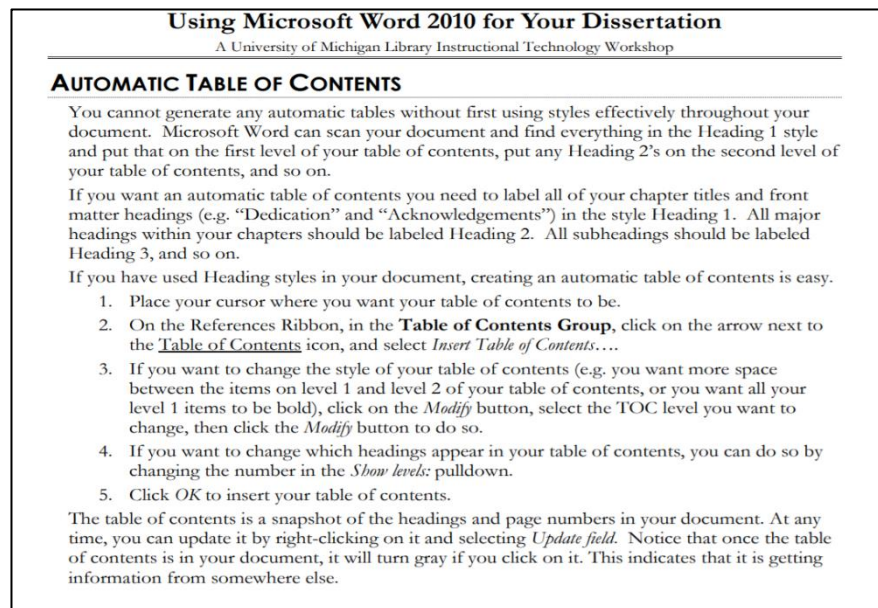 Using Microsoft Word 2010 for Your Dissertation
A University of Michigan Library Instructional Technology Workshop
AUTOMATIC TABLE OF CONTENTS
You cannot generate any automatic tables without first using styles effectively throughout your
document. Microsoft Word can scan your document and find everything in the Heading 1 style
and put that on the first level of your table of contents, put any Heading 2's on the second level of
your table of contents, and so on.
If you want an automatic table of contents you need to label all of your chapter titles and front
matter headings (e.g. “Dedication” and “Acknowledgements”) in the style Heading 1. All major
headings within your chapters should be labeled Heading 2. All subheadings should be labeled
Heading 3, and so on.
If you have used Heading styles in your document, creating an automatic table of contents is easy.
1. Place your cursor where you want your table of contents to be.
2. On the References Ribbon, in the Table of Contents Group, click on the arrow next to
the Table of Contents icon, and select Insert Table of Contents….
3. If you want to change the style of your table of contents (e.g. you want more space
between the items on level 1 and level 2 of your table of contents, or you want all your
level 1 items to be bold), click on the Modify button, select the TOC level you want to
change, then click the Modify button to do so.
4. If you want to change which headings appear in your table of contents, you can do so by
changing the number in the Show levels: pulldown.
5. Click OK to insert your table of contents.
The table of contents is a snapshot of the headings and page numbers in your document. At any
time, you can update it by right-clicking on it and selecting Update field. Notice that once the table
of contents is in your document, it will turn gray if you click on it. This indicates that it is getting
information from somewhere else.